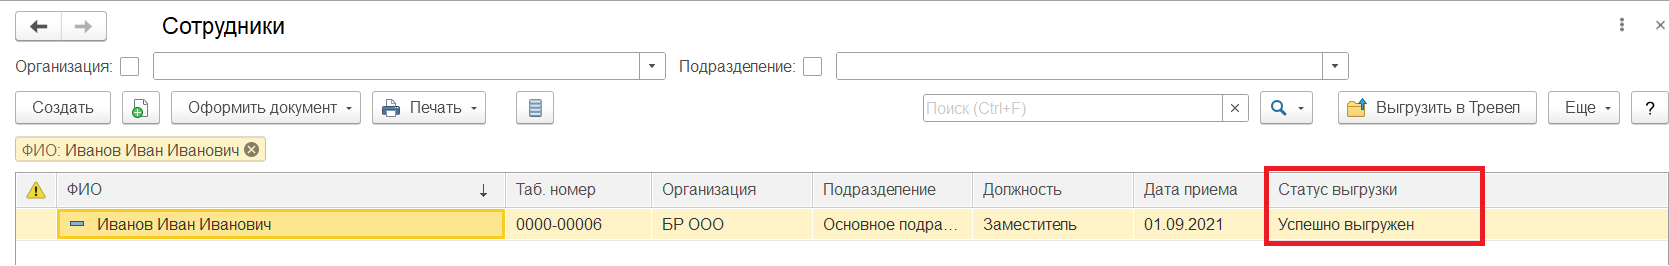 Сотрудники
Организация: Подразделение:
Создать Оформить документ Печать Поиск (Ctrl+F) × Выгрузить в Тревел Еще ?
ФИО: Иванов Иван Иванович
ФИО ↓ Таб. номер Организация Подразделение Должность Дата приема Статус выгрузки
Иванов Иван Иванович 0000-00006 БР ООО Основное подра... Заместитель 01.09.2021 Успешно выгружен